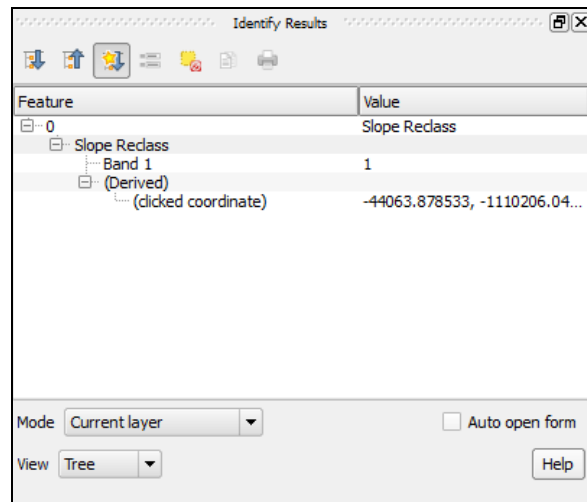 Identify Results
Feature Value
0 Slope Reclass
Slope Reclass
Band 1 1
(Derived)
(clicked coordinate) -44063.878533, -1110206.04...
Mode Current layer Auto open form
View Tree Help